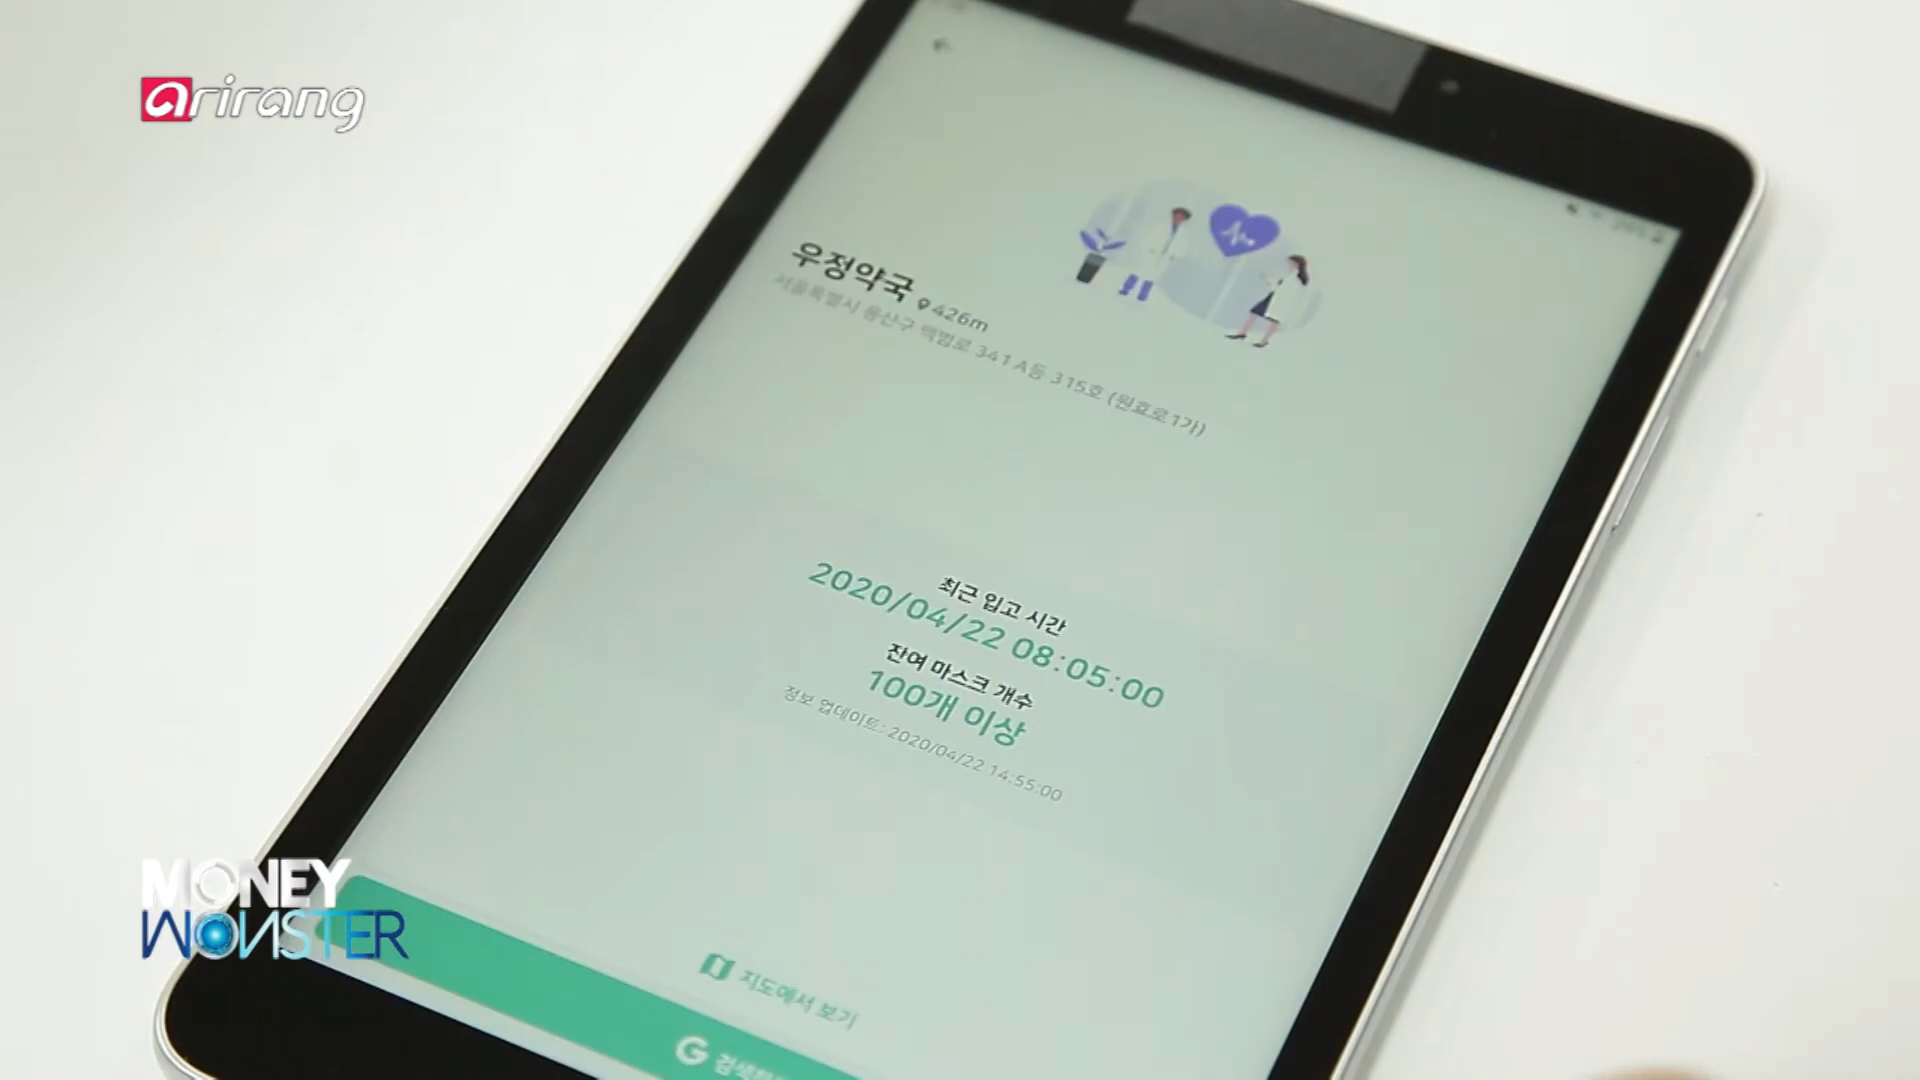 arirang
우정약국 426m
서울특별시 용산구 백범로 341 A동 315호 (원효로1가)
최근 입고 시간
2020/04/22 08:05:00
잔여 마스크 개수
100개 이상
정보 업데이트: 2020/04/22 14:55:00
지도에서 보기
G
MONEY
MONSTER